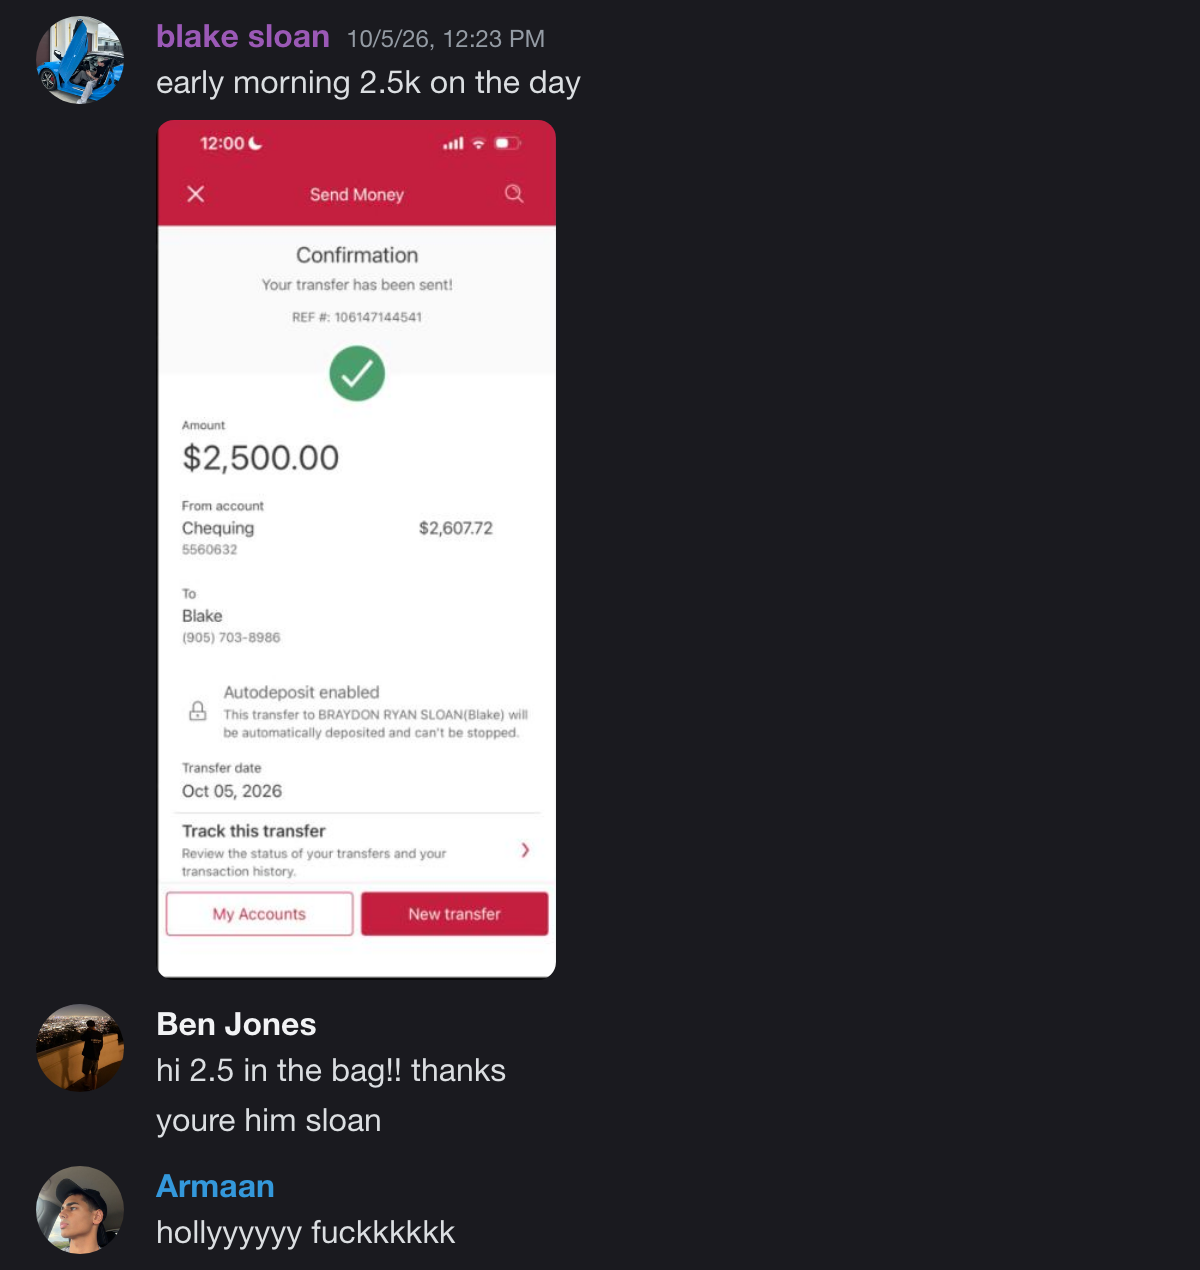 blake sloan 10/5/26, 12:23 PM
early morning 2.5k on the day
12:00
Send Money
Confirmation
Your transfer has been sent!
REF #: 106147144541
Amount
$2,500.00
From account
Chequing $2,607.72
5560632
To
Blake
(905) 703-8986
Autodeposit enabled
This transfer to BRAYDON RYAN SLOAN(Blake) will
be automatically deposited and can't be stopped.
Transfer date
Oct 05, 2026
Track this transfer
Review the status of your transfers and your
transaction history.
My Accounts New transfer
Ben Jones
hi 2.5 in the bag!! thanks
youre him sloan
Armaan
hollyyyyyy fuckkkkkk